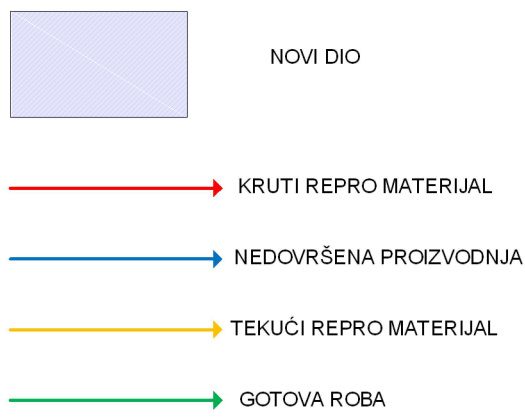 NOVI DIO
KRUTI REPRO MATERIJAL
NEDOVRŠENA PROIZVODNJA
TEKUĆI REPRO MATERIJAL
GOTOVA ROBA